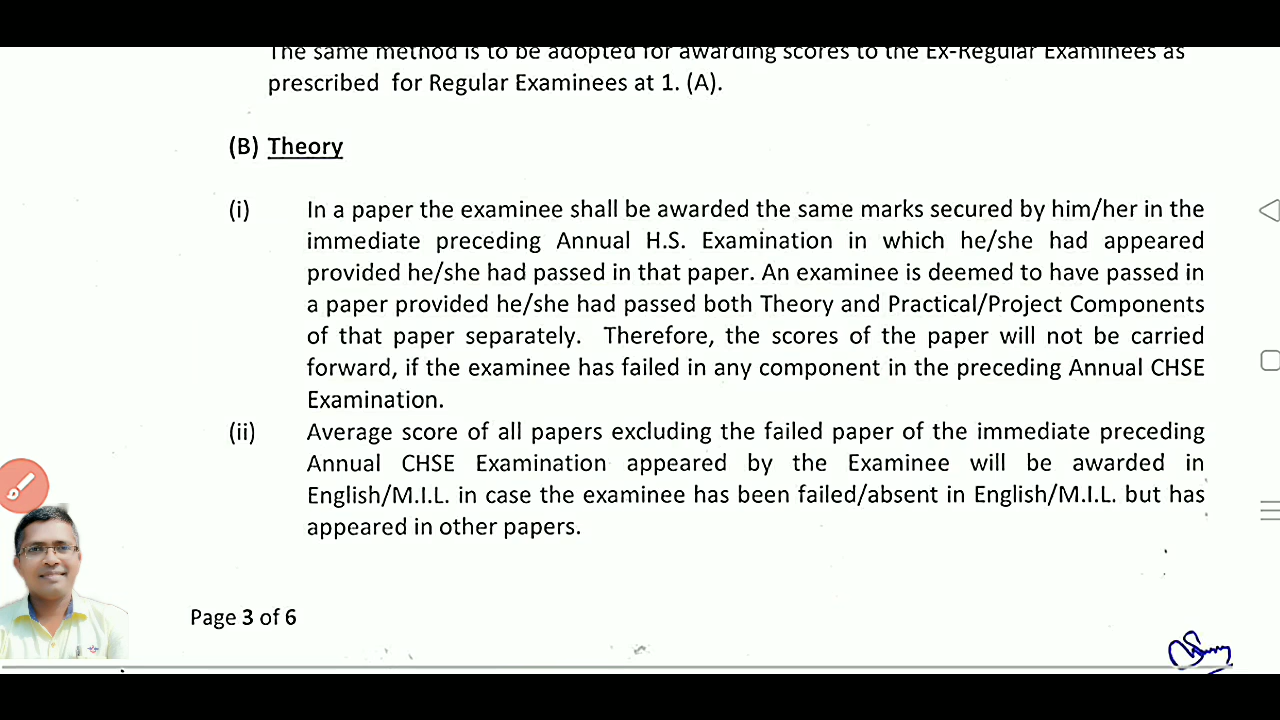 The same method is to be adopted for awarding scores to the Ex-Regular Examinees as
prescribed for Regular Examinees at 1. (A).
(B) Theory
(i) In a paper the examinee shall be awarded the same marks secured by him/her in the
immediate preceding Annual H.S. Examination in which he/she had appeared
provided he/she had passed in that paper. An examinee is deemed to have passed in
a paper provided he/she had passed both Theory and Practical/Project Components
of that paper separately. Therefore, the scores of the paper will not be carried
forward, if the examinee has failed in any component in the preceding Annual CHSE
Examination.
(ii) Average score of all papers excluding the failed paper of the immediate preceding
Annual CHSE Examination appeared by the Examinee will be awarded in
English/M.I.L. in case the examinee has been failed/absent in English/M.I.L. but has
appeared in other papers.
Page 3 of 6